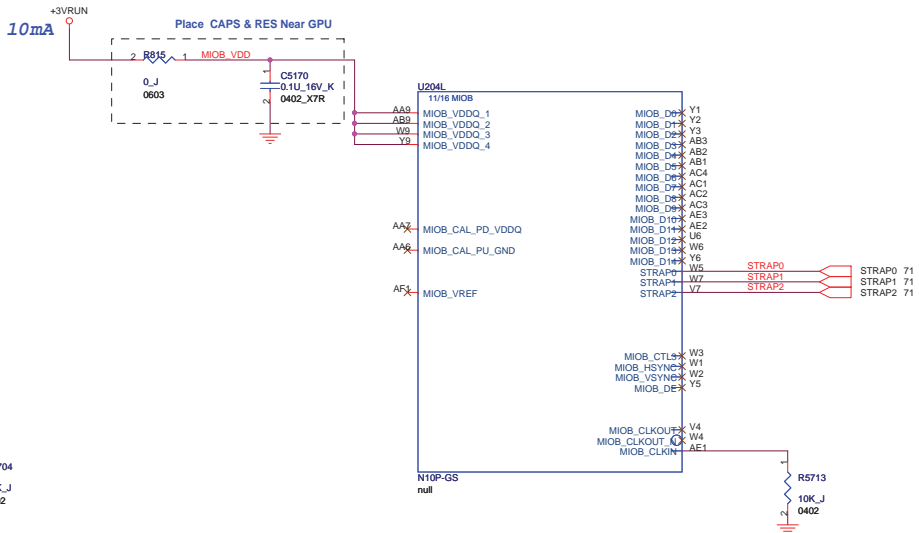 +3VRUN
10mA
Place CAPS & RES Near GPU
2 R815 1 MIOB_VDD
0_J
0603
1
C5170
0.1U_16V_K
2 0402_X7R
U204L
11/16 MIOB
AA9 MIOB_VDDQ_1
AB9 MIOB_VDDQ_2
W9 MIOB_VDDQ_3
Y9 MIOB_VDDQ_4
AA7 MIOB_CAL_PD_VDDQ
AA6 MIOB_CAL_PU_GND
AF1 MIOB_VREF
MIOB_D0 Y1
MIOB_D1 Y2
MIOB_D2 Y3
MIOB_D3 AB3
MIOB_D4 AB2
MIOB_D5 AB1
MIOB_D6 AC4
MIOB_D7 AC1
MIOB_D8 AC2
MIOB_D9 AC3
MIOB_D10 AE3
MIOB_D11 AE2
MIOB_D12 U6
MIOB_D13 W6
MIOB_D14 Y6
STRAP0 W5 STRAP0 STRAP0 71
STRAP1 W7 STRAP1 STRAP1 71
STRAP2 V7 STRAP2 STRAP2 71
MIOB_CTL3 W3
MIOB_HSYNC W1
MIOB_VSYNC W2
MIOB_DE Y5
MIOB_CLKOUT V4
MIOB_CLKOUT_N W4
MIOB_CLKIN AE1
N10P-GS
null
1
R5713
10K_J
2 0402
704
K_J
02